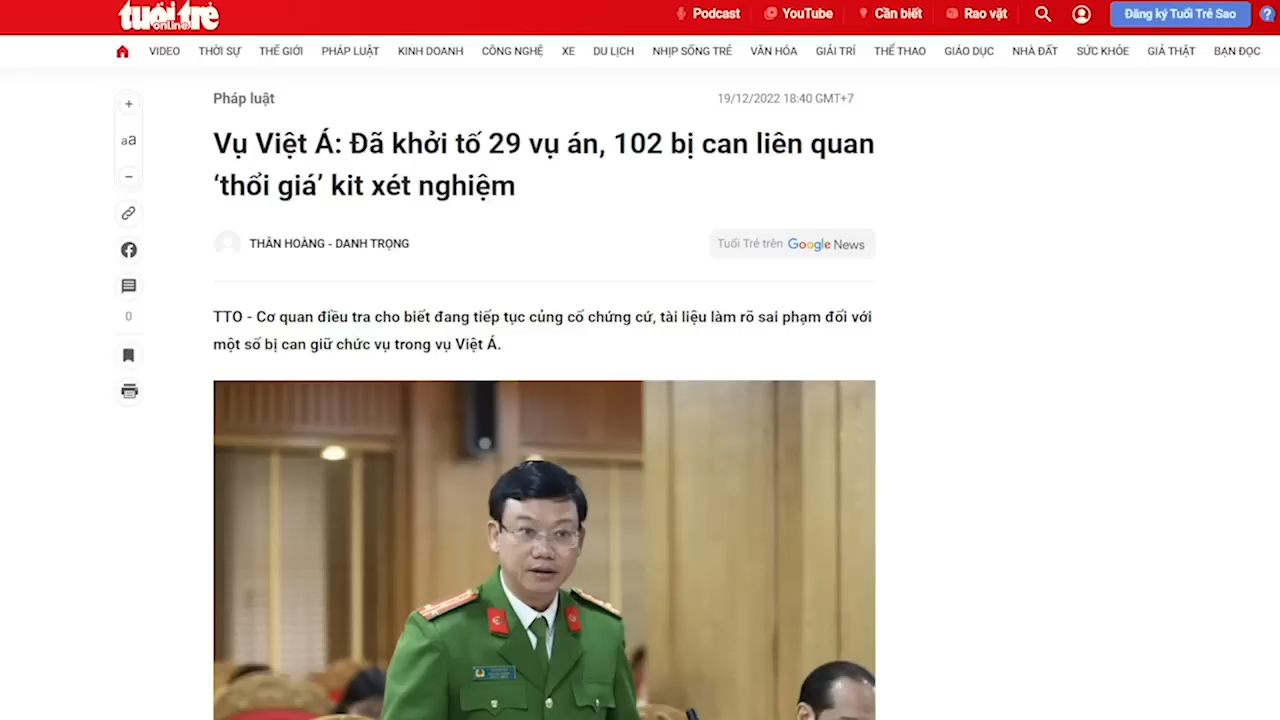 tuổi trẻ
online
Podcast
YouTube
Cần biết
Rao vặt
Đăng ký Tuổi Trẻ Sao
?
VIDEO
THỜI SỰ
THẾ GIỚI
PHÁP LUẬT
KINH DOANH
CÔNG NGHỆ
XE
DU LỊCH
NHỊP SỐNG TRẺ
VĂN HÓA
GIẢI TRÍ
THỂ THAO
GIÁO DỤC
NHÀ ĐẤT
SỨC KHỎE
GIẢ THẬT
BẠN ĐỌC
+
aa
−
0
Pháp luật
19/12/2022 18:40 GMT+7
Vụ Việt Á: Đã khởi tố 29 vụ án, 102 bị can liên quan
‘thổi giá’ kit xét nghiệm
THÂN HOÀNG - DANH TRỌNG
Tuổi Trẻ trên Google News
TTO - Cơ quan điều tra cho biết đang tiếp tục củng cố chứng cứ, tài liệu làm rõ sai phạm đối với
một số bị can giữ chức vụ trong vụ Việt Á.